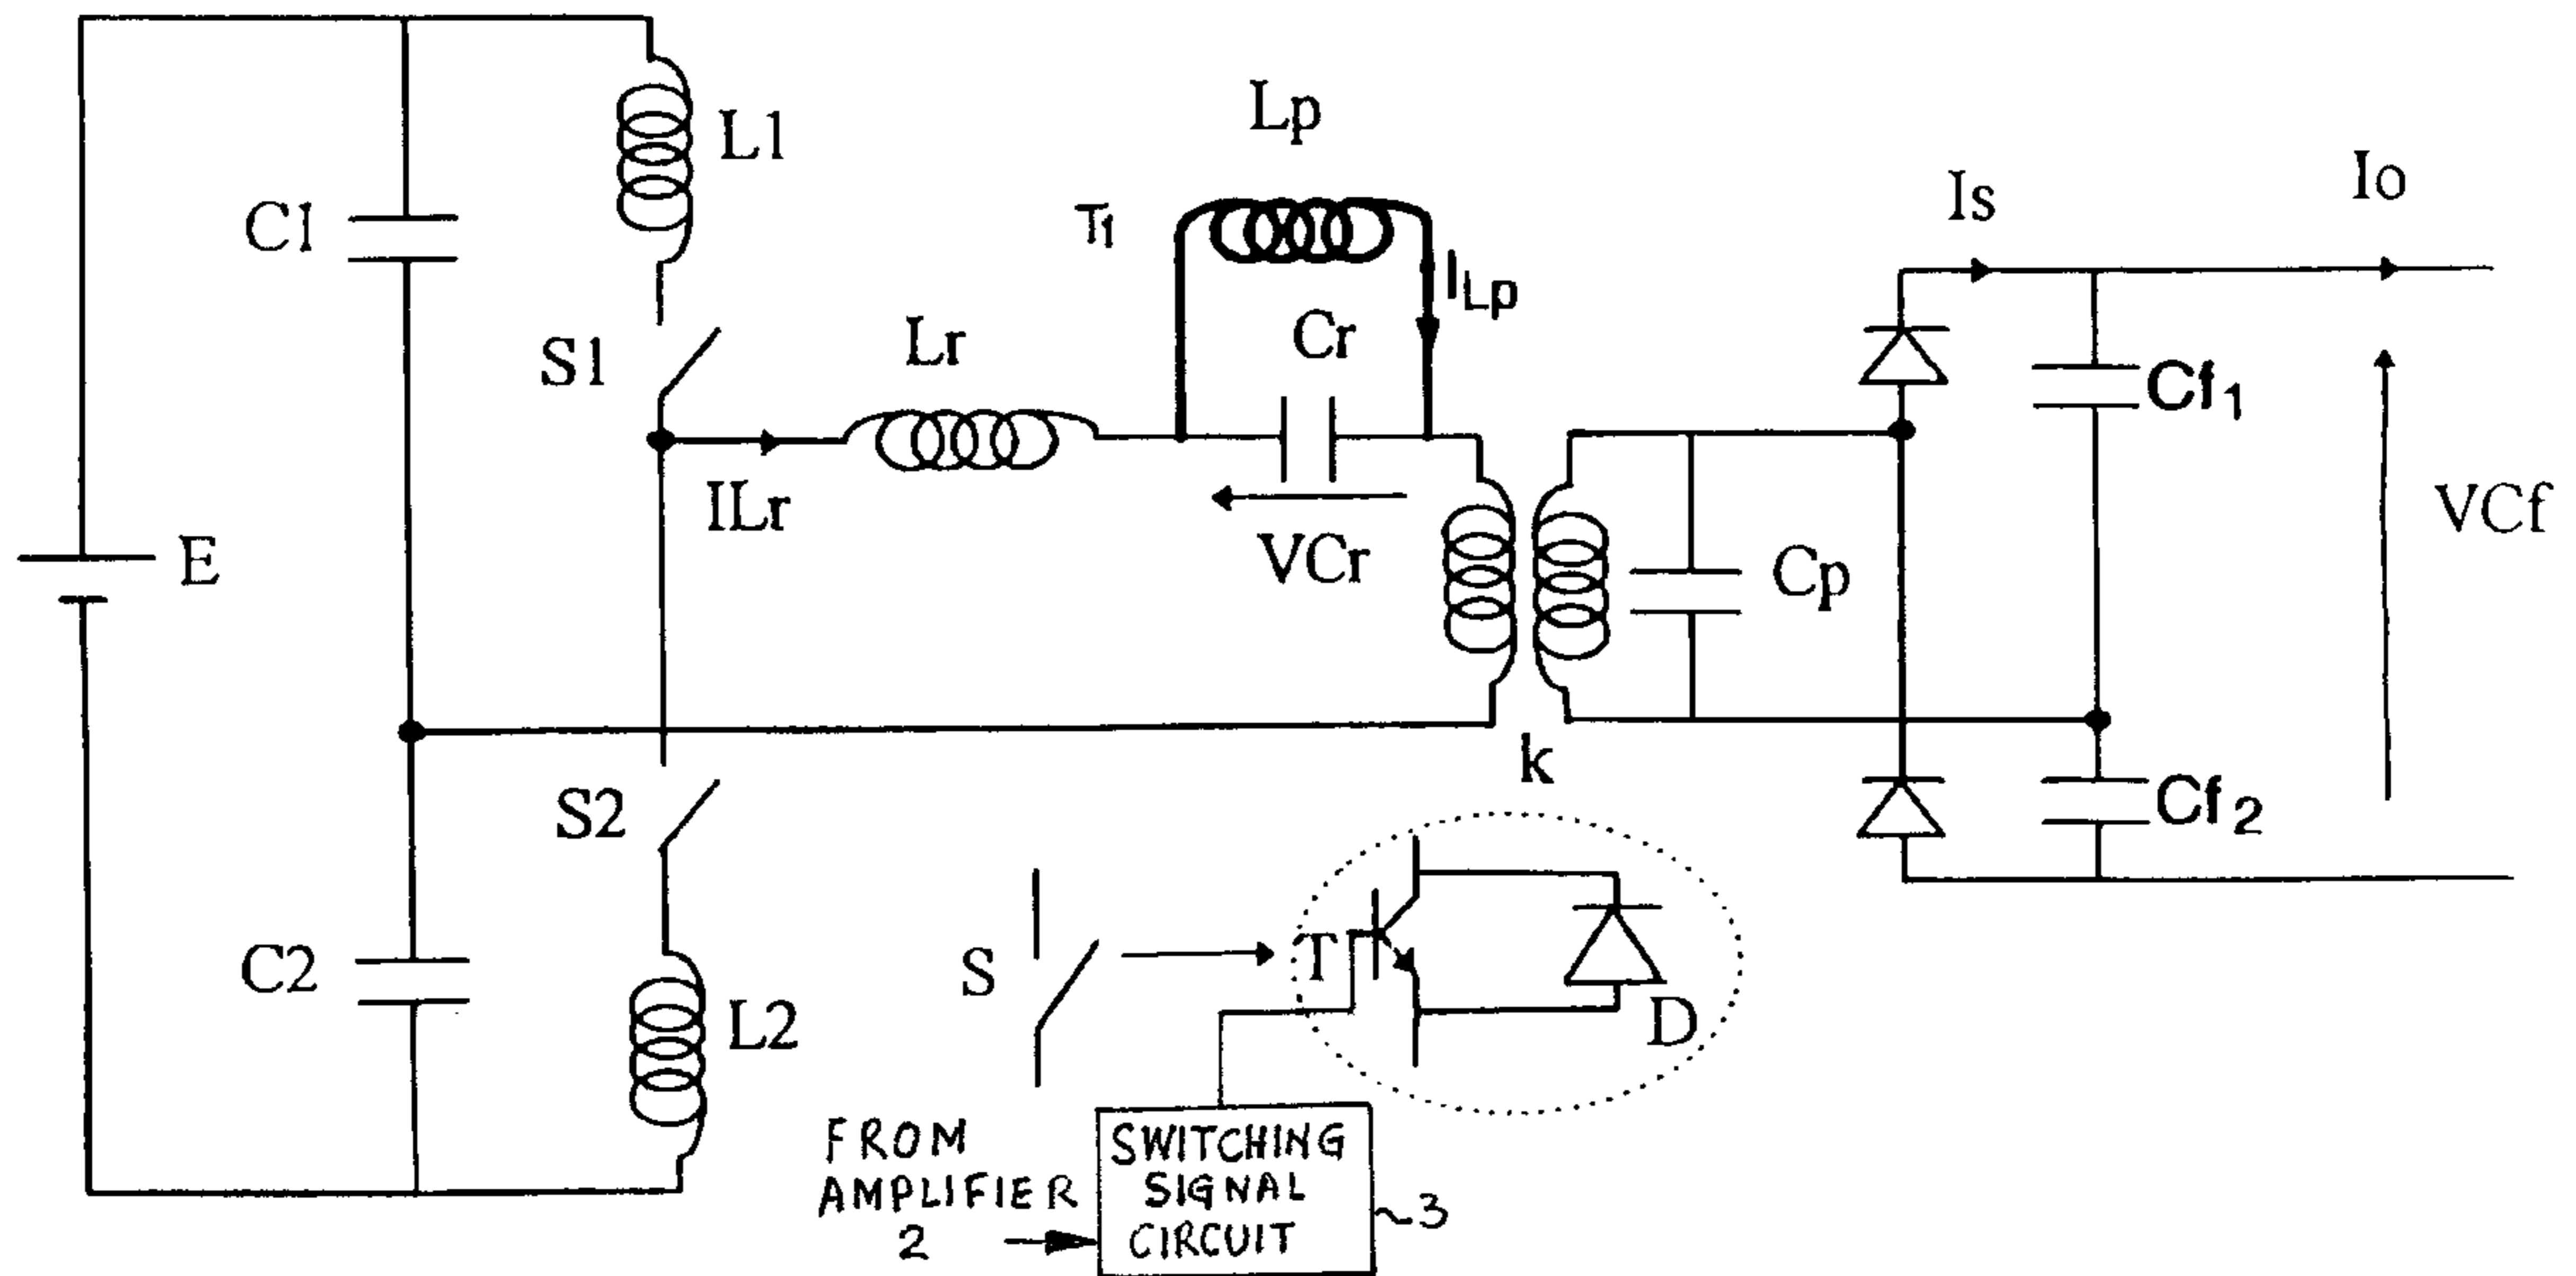 Lp
L1
Is
Io
C1
T1
ILp
Lr
Cr
S1
Cf1
ILr
VCr
VCf
E
Cp
k
S2
Cf2
C2
S
T
L2
D
FROM
AMPLIFIER
2
SWITCHING
SIGNAL
CIRCUIT
3